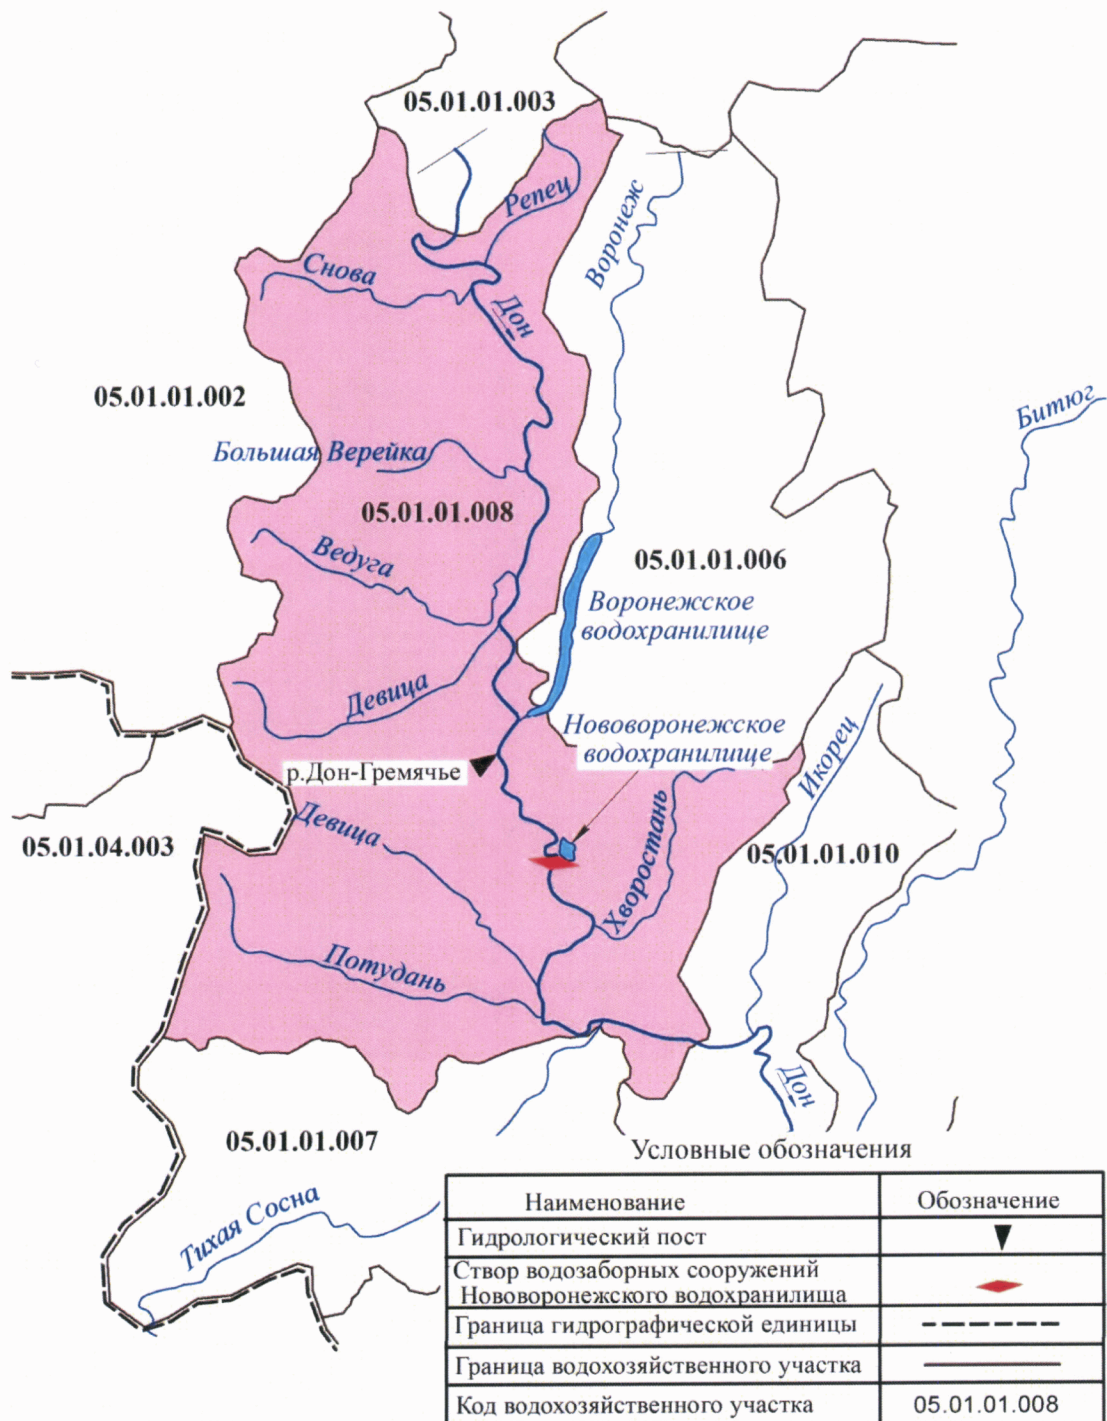 05.01.01.003
Репец
Воронеж
Снова
Дон
05.01.01.002
Битюг
Большая Верейка
05.01.01.008
Ведуга
05.01.01.006
Воронежское
водохранилище
Девица
Нововоронежское
водохранилище
Икорец
р.Дон-Гремячье
Девица
05.01.04.003
Хворостань
05.01.01.010
Потудань
Дон
05.01.01.007
Тихая Сосна
Условные обозначения
Наименование Обозначение
Гидрологический пост
Створ водозаборных сооружений
Нововоронежского водохранилища
Граница гидрографической единицы
Граница водохозяйственного участка
Код водохозяйственного участка 05.01.01.008